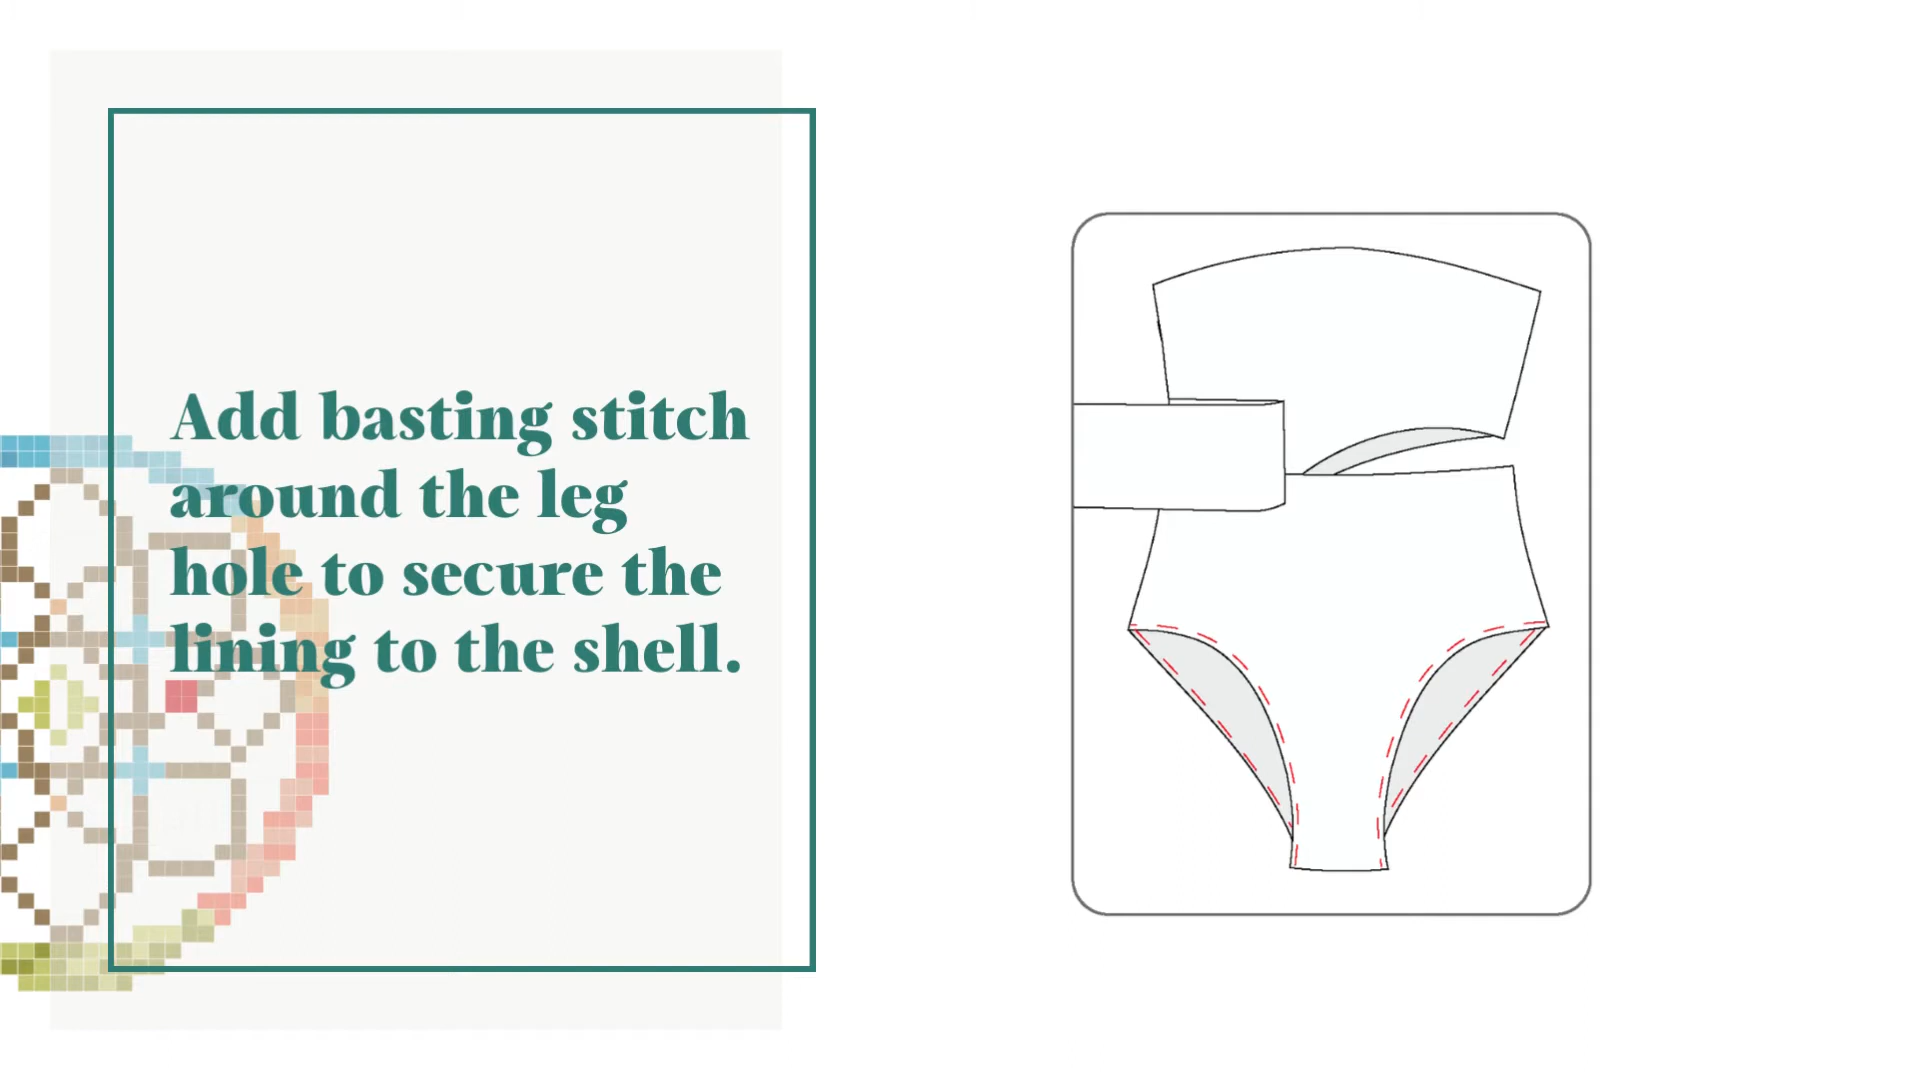 Add basting stitch
around the leg
hole to secure the
lining to the shell.